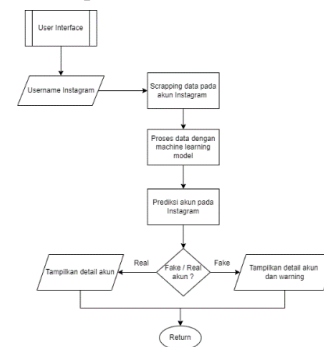 User Interface
Username Instagram
Scrapping data pada
akun Instagram
Proses data dengan
machine learning
model
Prediksi akun pada
Instagram
Real
Fake / Real
akun ?
Fake
Tampilkan detail akun
Tampilkan detail akun
dan warning
Return